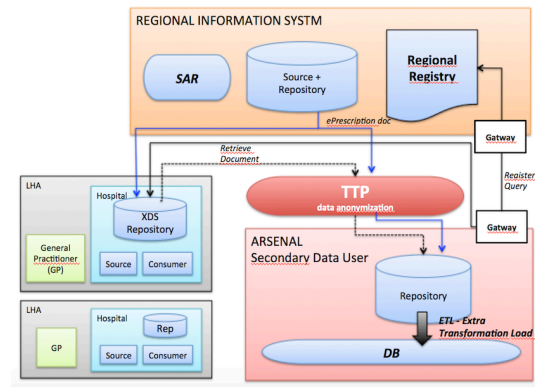 REGIONAL INFORMATION SYSTM
SAR
Source +
Repository
Regional
Registry
ePrescription doc
Gatway
Retrieve
Document
Register
Query
TTP
data anonymization
Gatway
LHA
Hospital
XDS
Repository
General
Practitioner
(GP)
Source
Consumer
ARSENAL
Secondary Data User
Repository
ETL - Extra
Transformation Load
DB
LHA
Hospital
Rep
GP
Source
Consumer